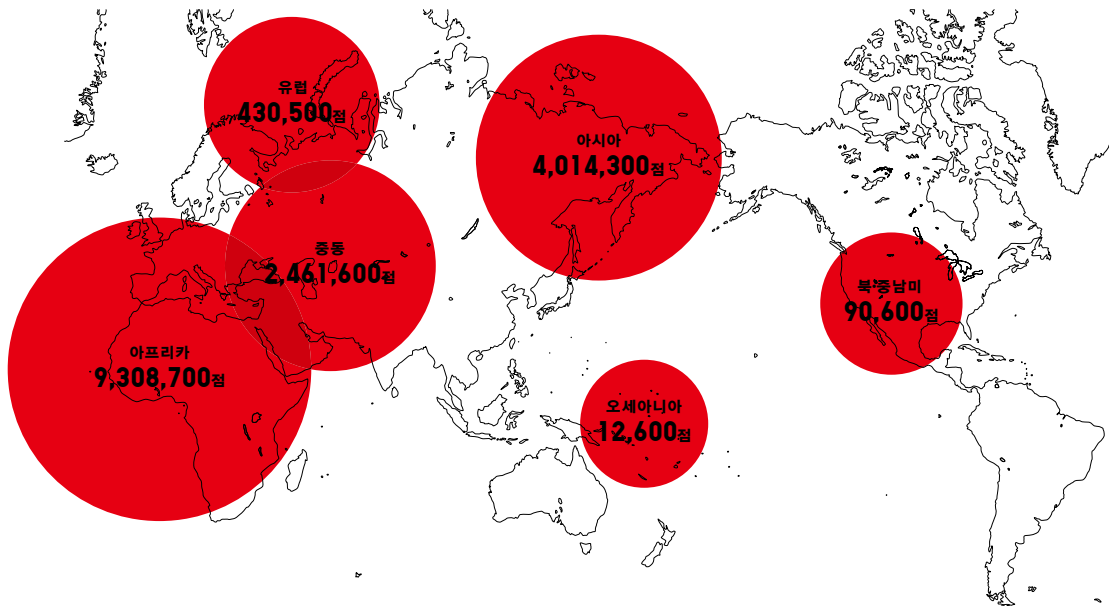 유럽
430,500점
아시아
4,014,300점
중동
2,461,600점
북·중남미
90,600점
아프리카
9,308,700점
오세아니아
12,600점